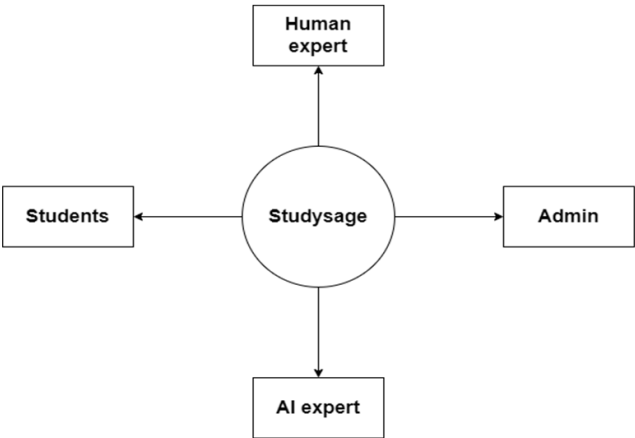 Human
expert
Students
Studysage
Admin
AI expert